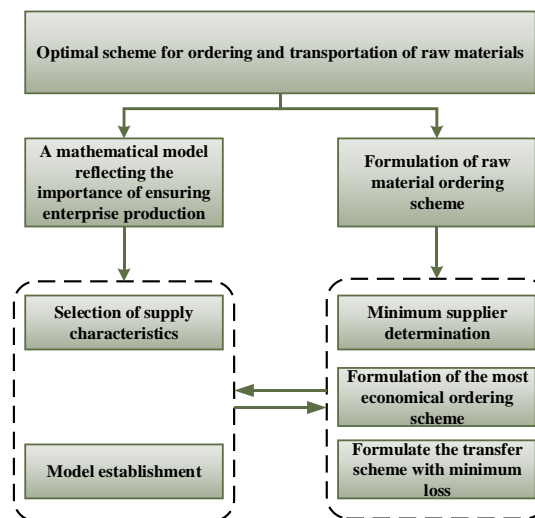 Optimal scheme for ordering and transportation of raw materials
A mathematical model
reflecting the
importance of ensuring
enterprise production
Formulation of raw
material ordering
scheme
Selection of supply
characteristics
Minimum supplier
determination
Formulation of the most
economical ordering
scheme
Model establishment
Formulate the transfer
scheme with minimum
loss